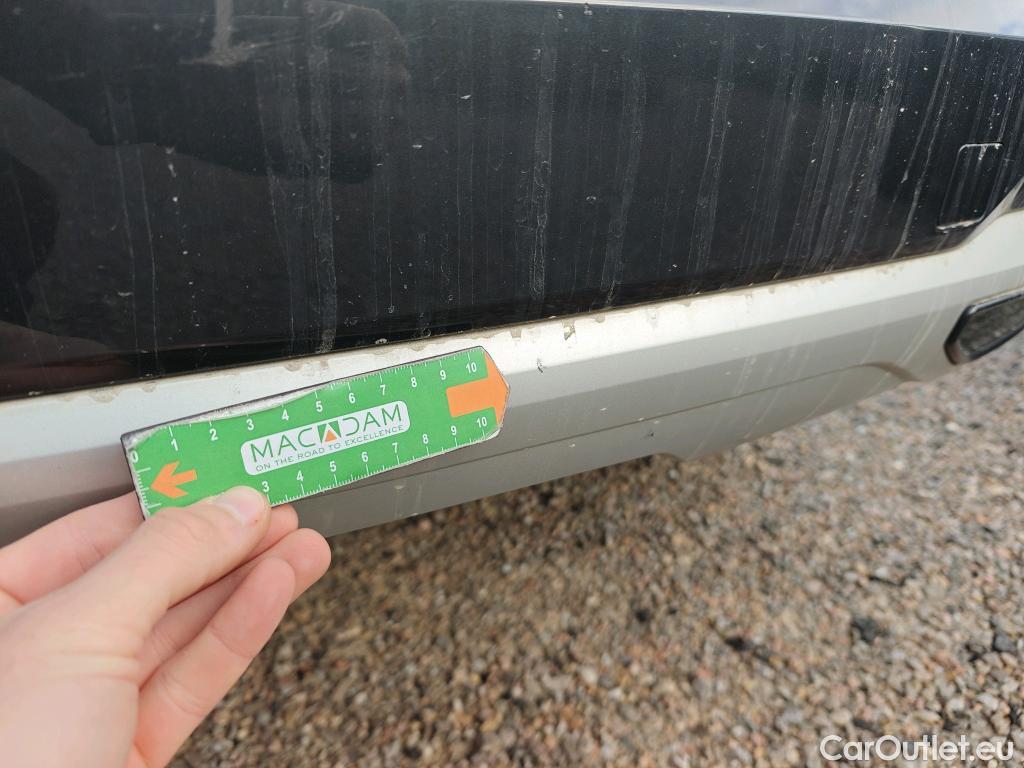 1 2 3 4 5 6 7 8 9 10
MACADAM
ON THE ROAD TO EXCELLENCE
0 3 4 5 6 7 8 9 10
CarOutlet.eu